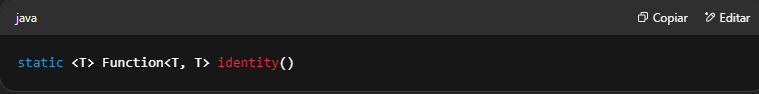 java Copiar Editar
static <T> Function<T, T> identity()